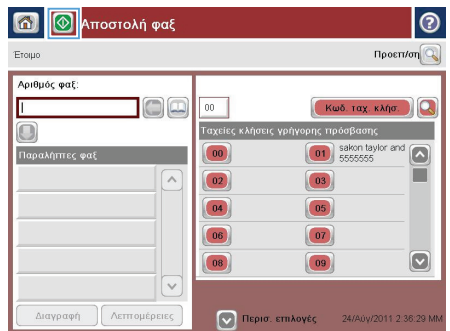 Αποστολή φαξ
Έτοιμο
Προεπ/ση
Αριθμός φαξ:
00
Κωδ. ταχ. κλήσ.
Ταχείες κλήσεις γρήγορης πρόσβασης
Παραλήπτες φαξ
00
01 sakon taylor and
5555555
02 03
04 05
06 07
08 09
Διαγραφή
Λεπτομέρειες
Περισ. επιλογές
24/Αύγ/2011 2:36:29 ΜΜ